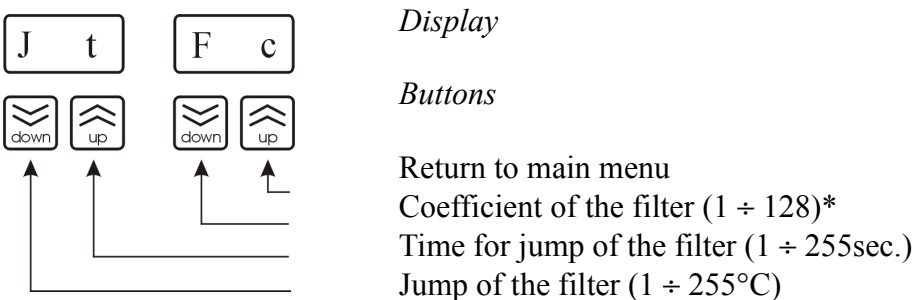 J t F c
Display
Buttons
down up down up
Return to main menu
Coefficient of the filter (1 ÷ 128)*
Time for jump of the filter (1 ÷ 255sec.)
Jump of the filter (1 ÷ 255°C)